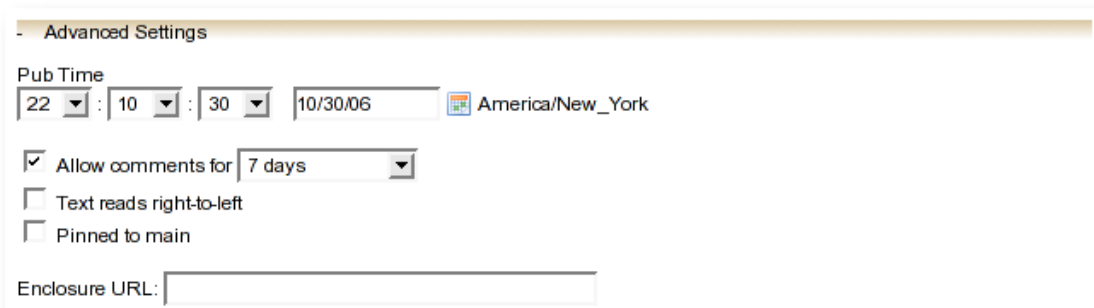 - Advanced Settings
Pub Time
22 : 10 : 30 10/30/06 America/New_York
Allow comments for 7 days
Text reads right-to-left
Pinned to main
Enclosure URL: